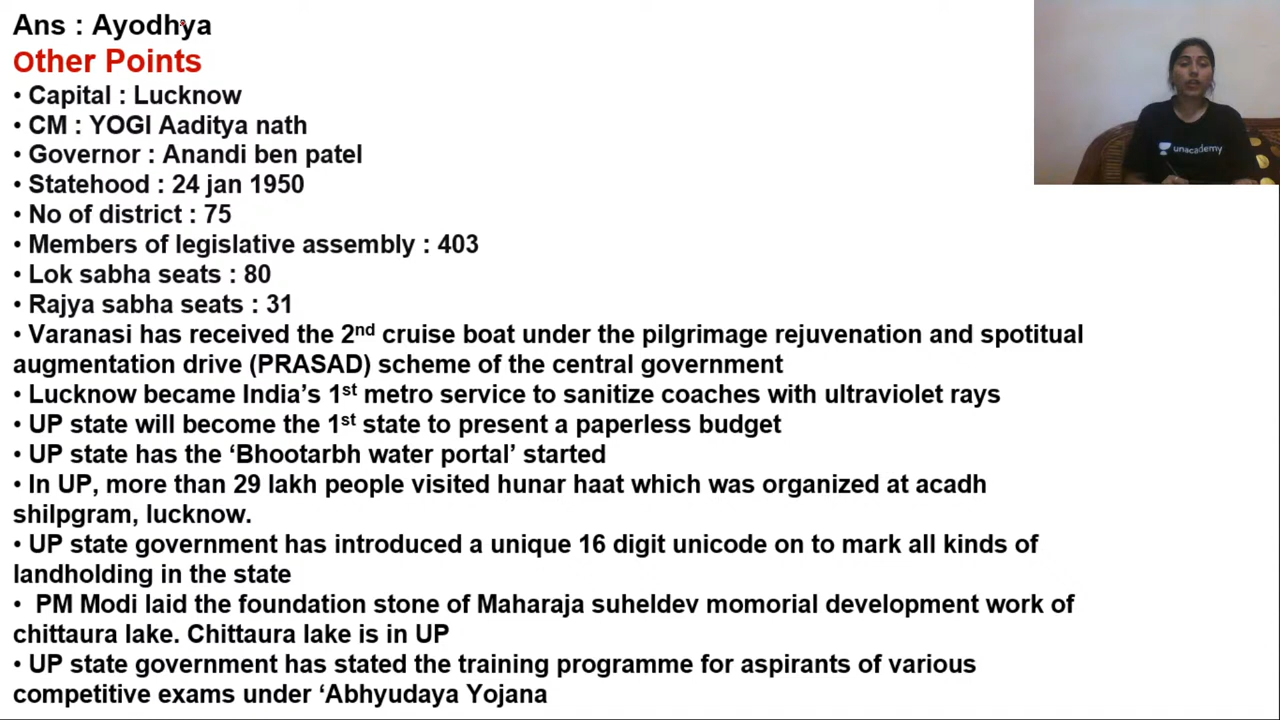 Ans : Ayodhya
Other Points
• Capital : Lucknow
• CM : YOGI Aaditya nath
• Governor : Anandi ben patel
• Statehood : 24 jan 1950
• No of district : 75
• Members of legislative assembly : 403
• Lok sabha seats : 80
• Rajya sabha seats : 31
• Varanasi has received the 2nd cruise boat under the pilgrimage rejuvenation and spotitual
augmentation drive (PRASAD) scheme of the central government
• Lucknow became India’s 1st metro service to sanitize coaches with ultraviolet rays
• UP state will become the 1st state to present a paperless budget
• UP state has the ‘Bhootarbh water portal’ started
• In UP, more than 29 lakh people visited hunar haat which was organized at acadh
shilpgram, lucknow.
• UP state government has introduced a unique 16 digit unicode on to mark all kinds of
landholding in the state
• PM Modi laid the foundation stone of Maharaja suheldev momorial development work of
chittaura lake. Chittaura lake is in UP
• UP state government has stated the training programme for aspirants of various
competitive exams under ‘Abhyudaya Yojana
unacademy